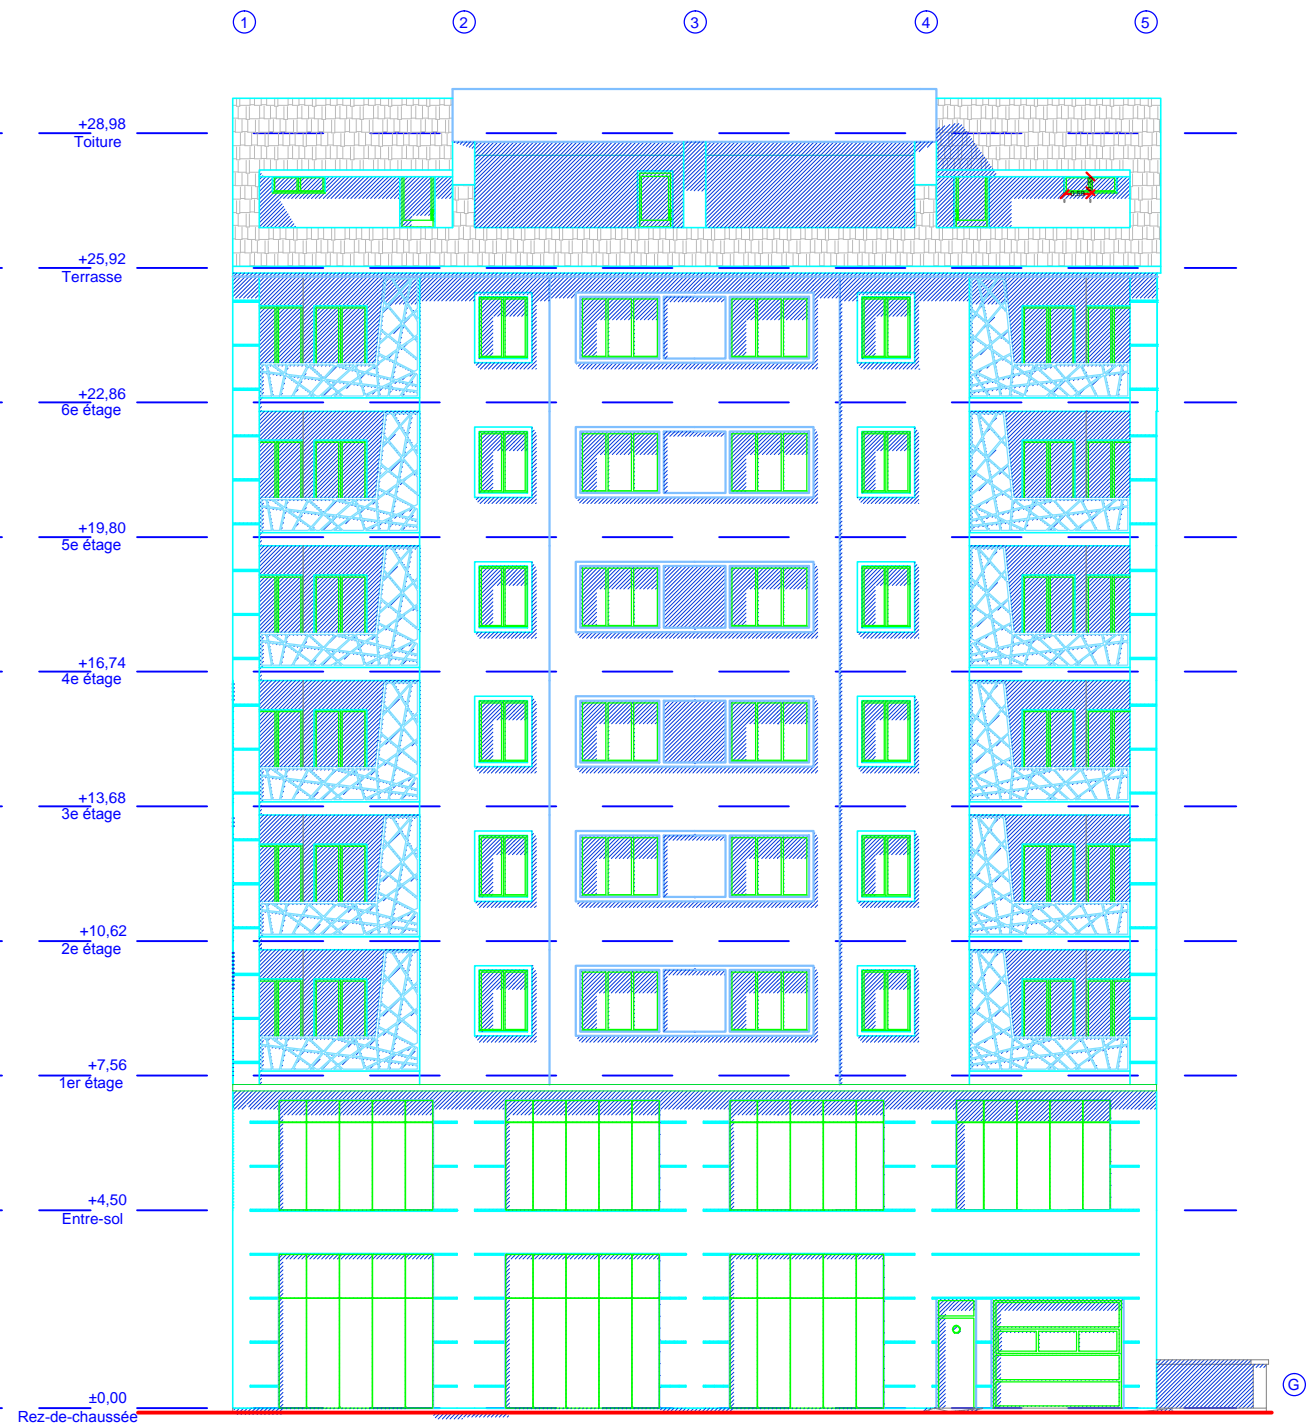 1 2 3 4 5
+28,98
Toiture
+25,92
Terrasse
+22,86
6e étage
+19,80
5e étage
+16,74
4e étage
+13,68
3e étage
+10,62
2e étage
+7,56
1er étage
+4,50
Entre-sol
G
±0,00
Rez-de-chaussée